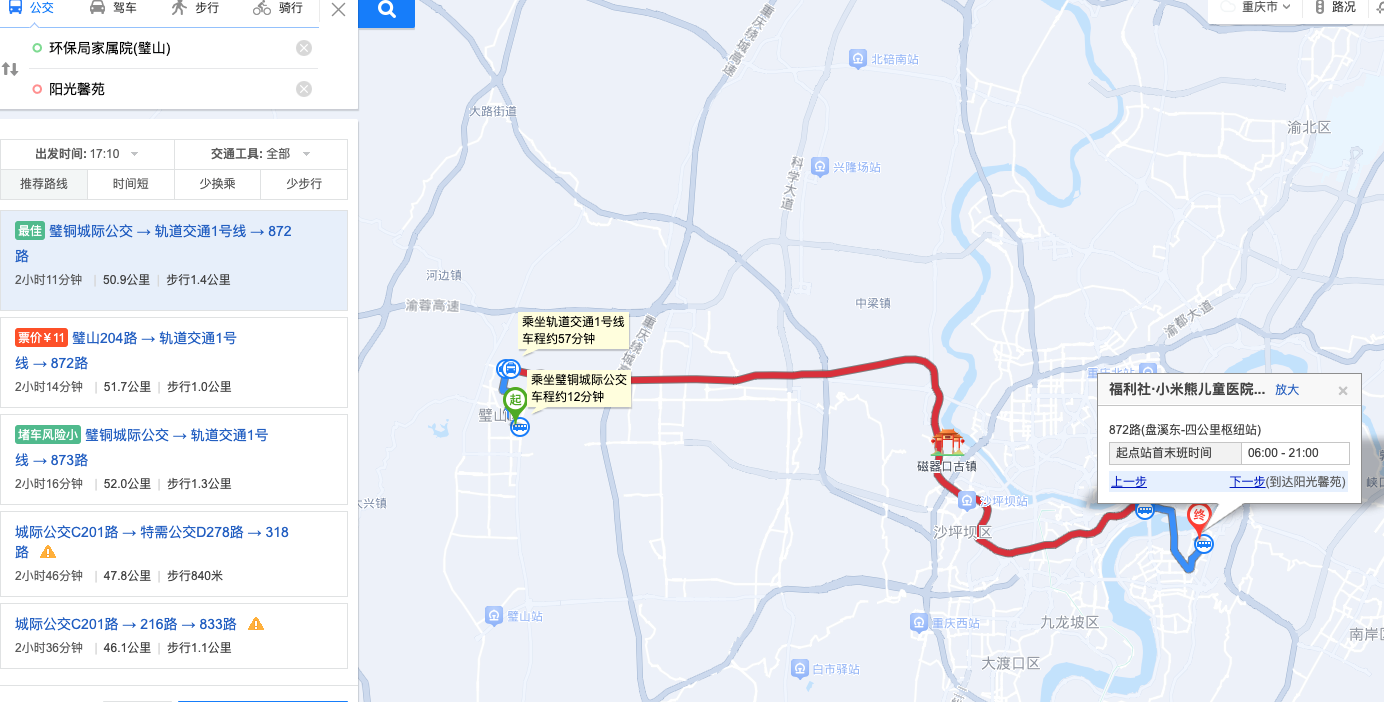 公交
驾车
步行
骑行
环保局家属院(璧山)
阳光馨苑
出发时间: 17:10
交通工具: 全部
推荐路线
时间短
少换乘
少步行
最佳 璧铜城际公交 → 轨道交通1号线 → 872
路
2小时11分钟 | 50.9公里 | 步行1.4公里
票价￥11 璧山204路 → 轨道交通1号
线 → 872路
2小时14分钟 | 51.7公里 | 步行1.0公里
堵车风险小 璧铜城际公交 → 轨道交通1号
线 → 873路
2小时16分钟 | 52.0公里 | 步行1.3公里
城际公交C201路 → 特需公交D278路 → 318
路
2小时46分钟 | 47.8公里 | 步行840米
城际公交C201路 → 216路 → 833路
2小时36分钟 | 46.1公里 | 步行1.1公里
重庆市
路况
重庆绕城高速
北碚南站
大路街道
渝北区
科学大道
兴隆场站
河边镇
渝蓉高速
中梁镇
渝都大道
重庆绕城
乘坐轨道交通1号线
车程约57分钟
乘坐璧铜城际公交
车程约12分钟
起
璧山
重庆北站
福利社·小米熊儿童医院... 放大
872路(盘溪东-四公里枢纽站)
起点站首末班时间 06:00 - 21:00
上一步 下一步(到达阳光馨苑)
磁器口古镇
沙坪坝站
沙坪坝区
终
峡口
大兴镇
璧山站
重庆西站
九龙坡区
南岸区
大渡口区
白市驿站